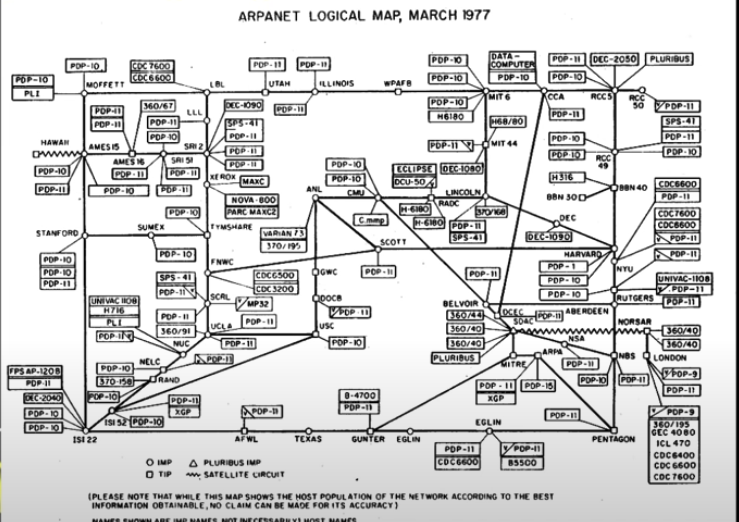 ARPANET LOGICAL MAP, MARCH 1977
PDP-10
PDP-10
PLI
MOFFETT
CDC7600
CDC6600
LBL
PDP-11
UTAH
PDP-11
ILLINOIS
PDP-11
WPAFB
PDP-10
PDP-10
PDP-10
H6180
MIT 6
DATA-
COMPUTER
PDP-10
CCA
PDP-11
PDP-10
DEC-2050
RCC 5
PLURIBUS
RCC
50
PDP-11
SPS-41
PDP-11
PDP-10
LLL
PDP-11
PDP-11
PDP-11
360/67
PDP-11
PDP-10
DEC-1090
SPS-41
PDP-11
PDP-11
PDP-11
HAWAII
AMES15
AMES16
SRI 51
SRI 2
PDP-10
PDP-11
PDP-10
PDP-11
PDP-11
XEROX
MAXC
NOVA-800
PARC MAXC2
H68/80
PDP-11
MIT 44
DEC-1080
PDP-11
PDP-10
PDP-10
RCC
49
H316
BBN 30
BBN 40
CDC6600
PDP-11
CDC7600
CDC6600
PDP-11
PDP-11
PDP-10
PDP-10
CMU
C.mmp
ECLIPSE
DCU-50
RADC
H-6180
H-6180
LINCOLN
370/168
PDP-11
SPS-41
DEC
DEC-1090
ANL
VARIAN 73
370/195
STANFORD
PDP-10
PDP-10
PDP-11
SUMEX
PDP-10
PDP-10
TYMSHARE
SCOTT
PDP-11
HARVARD
PDP-1
PDP-10
PDP-10
NYU
FNWC
CDC6500
CDC3200
GWC
UNIVAC-1108
PDP-11
PDP-11
RUTGERS
SPS-41
PDP-11
SCRL
MP32
DOCB
PDP-11
PDP-11
BELVOIR
DCEC
PDP-11
ABERDEEN
UNIVAC 1108
H716
PLI
PDP-11
360/91
UCLA
PDP-11
PDP-11
USC
PDP-10
360/44
360/40
360/40
PLURIBUS
SDAC
NORSAR
360/40
360/40
NUC
PDP-11
NELC
PDP-10
370-158
RAND
PDP-10
MITRE
ARPA
NSA
NBS
LONDON
PDP-11
XGP
PDP-15
PDP-10
PDP-11
PDP-9
PDP-11
FPS AP-120B
PDP-11
DEC-2040
PDP-10
PDP-10
ISI 22
PDP-11
XGP
ISI 52
PDP-10
PDP-11
AFWL
TEXAS
B-4700
PDP-11
GUNTER
EGLIN
EGLIN
PDP-11
CDC6600
PDP-11
B5500
PDP-11
PENTAGON
PDP-9
360/195
GEC 4080
ICL 470
CDC6400
CDC6600
CDC7600
IMP
PLURIBUS IMP
TIP
SATELLITE CIRCUIT
(PLEASE NOTE THAT WHILE THIS MAP SHOWS THE HOST POPULATION OF THE NETWORK ACCORDING TO THE BEST
INFORMATION OBTAINABLE, NO CLAIM CAN BE MADE FOR ITS ACCURACY)
NAMES SHOWN ARE IMP NAMES, NOT (NECESSARILY) HOST NAMES